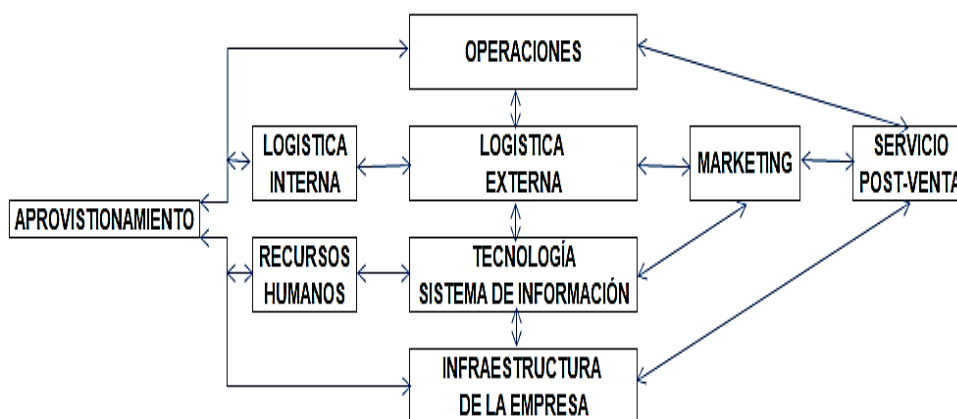 OPERACIONES
LOGISTICA
INTERNA
LOGÍSTICA
EXTERNA
MARKETING
SERVICIO
POST-VENTA
APROVISTIONAMIENTO
RECURSOS
HUMANOS
TECNOLOGÍA
SISTEMA DE INFORMACIÓN
INFRAESTRUCTURA
DE LA EMPRESA